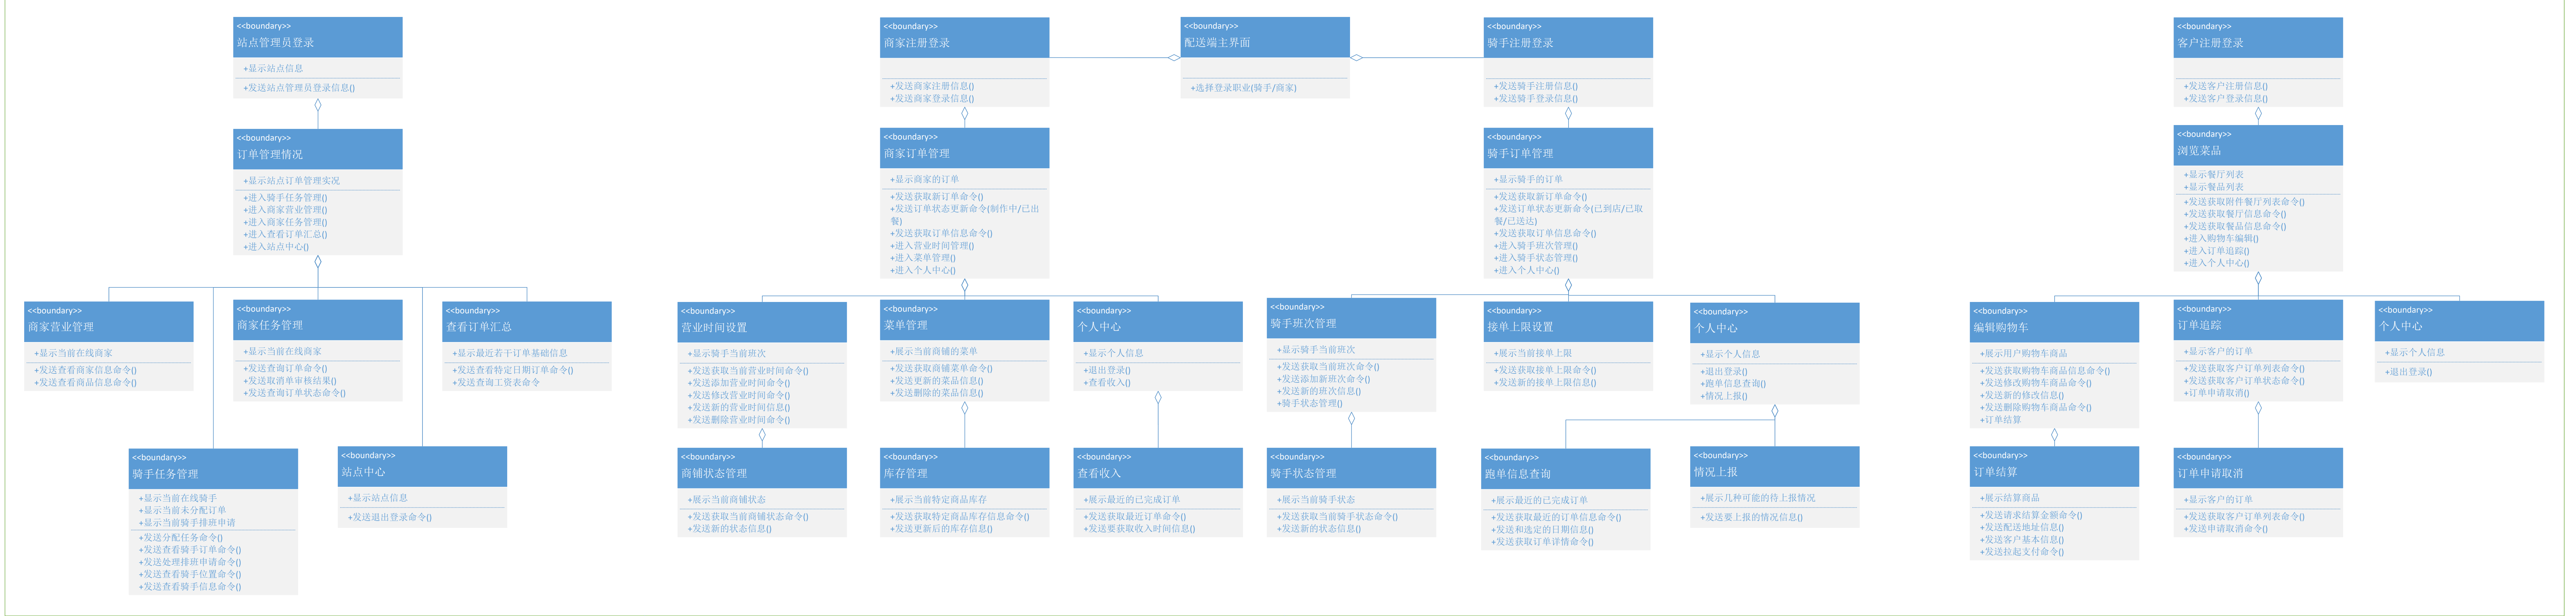 <<boundary>>
站点管理员登录
+显示站点信息
+发送站点管理员登录信息()
<<boundary>>
订单管理情况
+显示站点订单管理实况
+进入骑手任务管理()
+进入商家营业管理()
+进入商家任务管理()
+进入查看订单汇总()
+进入站点中心()
<<boundary>>
商家营业管理
+显示当前在线商家
+发送查看商家信息命令()
+发送查看商品信息命令()
<<boundary>>
商家任务管理
+显示当前在线商家
+发送查询订单命令()
+发送取消单审核结果()
+发送查询订单状态命令()
<<boundary>>
查看订单汇总
+显示最近若干订单基础信息
+发送查看特定日期订单命令()
+发送查询工资表命令
<<boundary>>
骑手任务管理
+显示当前在线骑手
+显示当前未分配订单
+显示当前骑手排班申请
+发送分配任务命令()
+发送查看骑手订单命令()
+发送处理排班申请命令()
+发送查看骑手位置命令()
+发送查看骑手信息命令()
<<boundary>>
站点中心
+显示站点信息
+发送退出登录命令()
<<boundary>>
商家注册登录
+发送商家注册信息()
+发送商家登录信息()
<<boundary>>
配送端主界面
+选择登录职业(骑手/商家)
<<boundary>>
骑手注册登录
+发送骑手注册信息()
+发送骑手登录信息()
<<boundary>>
商家订单管理
+显示商家的订单
+发送获取新订单命令()
+发送订单状态更新命令(制作中/已出
餐)
+发送获取订单信息命令()
+进入营业时间管理()
+进入菜单管理()
+进入个人中心()
<<boundary>>
骑手订单管理
+显示骑手的订单
+发送获取新订单命令()
+发送订单状态更新命令(已到店/已取
餐/已送达)
+发送获取订单信息命令()
+进入骑手班次管理()
+进入骑手状态管理()
+进入个人中心()
<<boundary>>
营业时间设置
+显示骑手当前班次
+发送获取当前营业时间命令()
+发送添加营业时间命令()
+发送修改营业时间命令()
+发送新的营业时间信息()
+发送删除营业时间命令()
<<boundary>>
菜单管理
+展示当前商铺的菜单
+发送获取商铺菜单命令()
+发送更新的菜品信息()
+发送删除的菜品信息()
<<boundary>>
个人中心
+显示个人信息
+退出登录()
+查看收入()
<<boundary>>
骑手班次管理
+显示骑手当前班次
+发送获取当前班次命令()
+发送添加新班次命令()
+发送新的班次信息()
+骑手状态管理()
<<boundary>>
接单上限设置
+展示当前接单上限
+发送获取接单上限命令()
+发送新的接单上限信息()
<<boundary>>
个人中心
+显示个人信息
+退出登录()
+跑单信息查询()
+情况上报()
<<boundary>>
商铺状态管理
+展示当前商铺状态
+发送获取当前商铺状态命令()
+发送新的状态信息()
<<boundary>>
库存管理
+展示当前特定商品库存
+发送获取特定商品库存信息命令()
+发送更新后的库存信息()
<<boundary>>
查看收入
+展示最近的已完成订单
+发送获取最近订单命令()
+发送要获取收入时间信息()
<<boundary>>
骑手状态管理
+展示当前骑手状态
+发送获取当前骑手状态命令()
+发送新的状态信息()
<<boundary>>
跑单信息查询
+展示最近的已完成订单
+发送获取最近的订单信息命令()
+发送和选定的日期信息()
+发送获取订单详情命令()
<<boundary>>
情况上报
+展示几种可能的待上报情况
+发送要上报的情况信息()
<<boundary>>
客户注册登录
+发送客户注册信息()
+发送客户登录信息()
<<boundary>>
浏览菜品
+显示餐厅列表
+显示餐品列表
+发送获取附件餐厅列表命令()
+发送获取餐厅信息命令()
+发送获取餐品信息命令()
+进入购物车编辑()
+进入订单追踪()
+进入个人中心()
<<boundary>>
编辑购物车
+展示用户购物车商品
+发送获取购物车商品信息命令()
+发送修改购物车商品命令()
+发送新的修改信息()
+发送删除购物车商品命令()
+订单结算
<<boundary>>
订单追踪
+显示客户的订单
+发送获取客户订单列表命令()
+发送获取客户订单状态命令()
+订单申请取消()
<<boundary>>
个人中心
+显示个人信息
+退出登录()
<<boundary>>
订单结算
+展示结算商品
+发送请求结算金额命令()
+发送配送地址信息()
+发送客户基本信息()
+发送拉起支付命令()
<<boundary>>
订单申请取消
+显示客户的订单
+发送获取客户订单列表命令()
+发送申请取消命令()